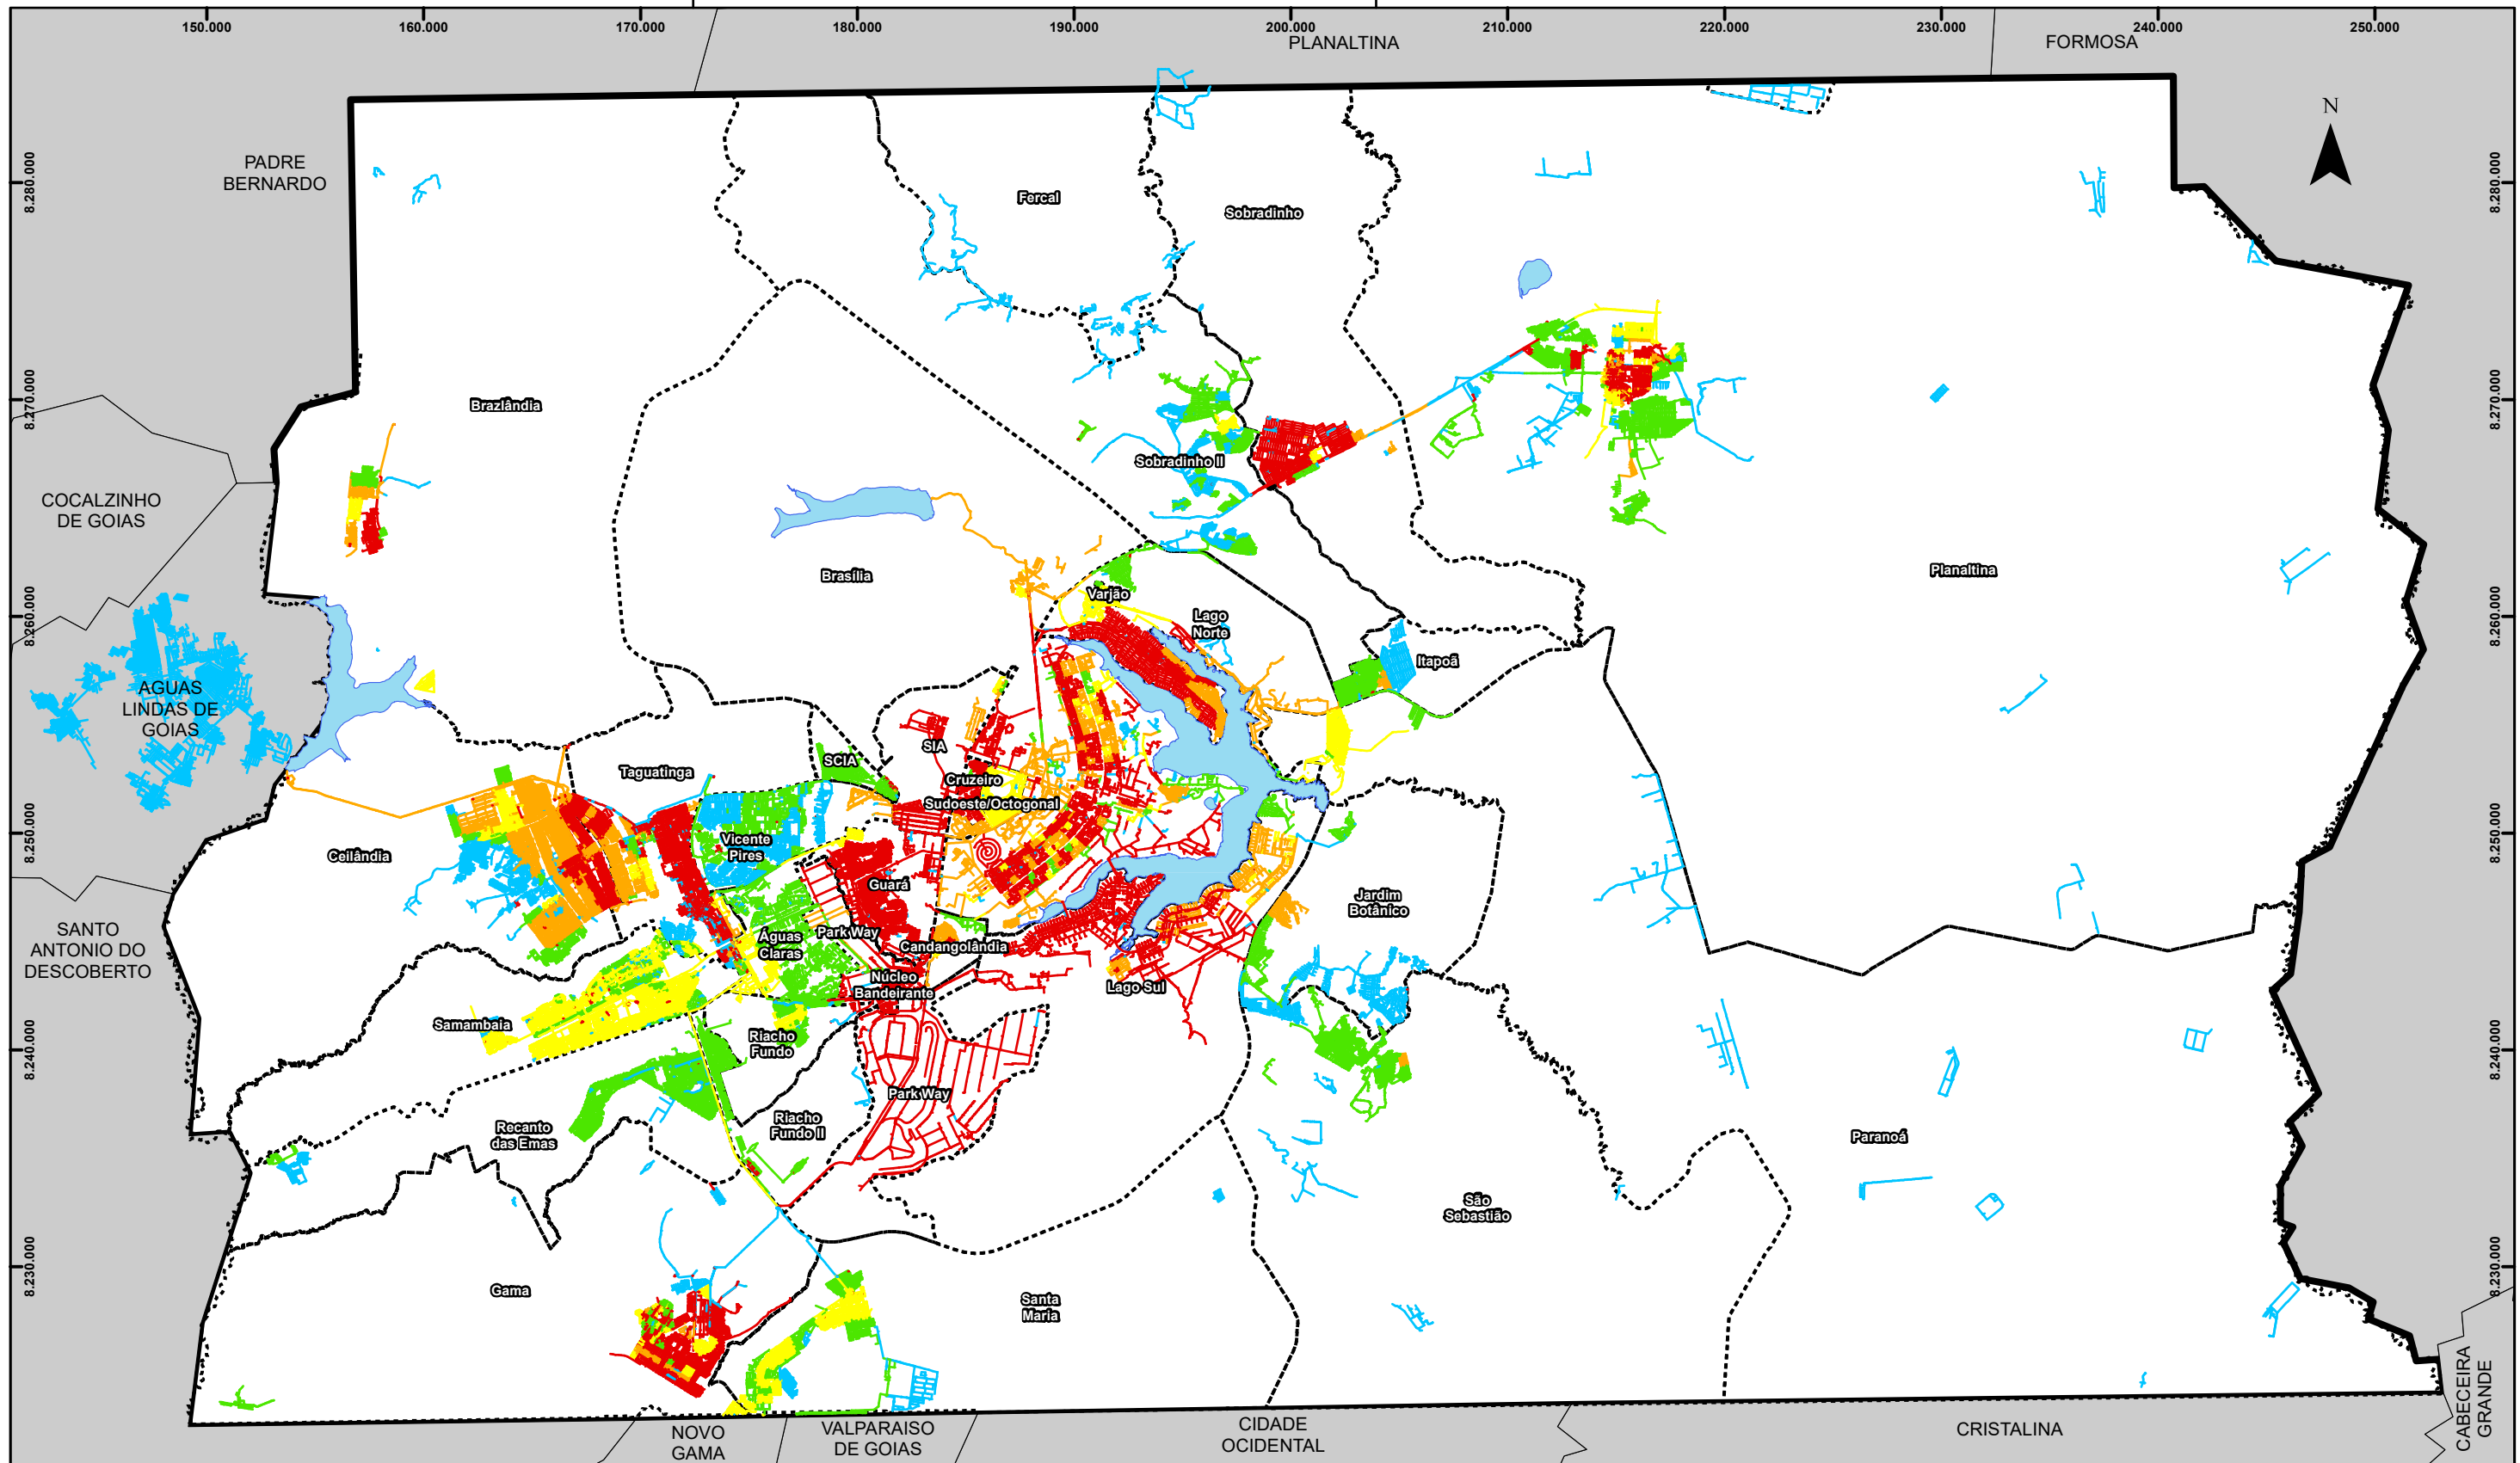 150.000
160.000
170.000
180.000
190.000
200.000
210.000
220.000
230.000
240.000
250.000
PLANALTINA
FORMOSA
N
PADRE
BERNARDO
8.280.000
8.280.000
Fercal
Sobradinho
8.270.000
8.270.000
Brazlândia
Sobradinho II
COCALZINHO
DE GOIAS
Brasília
Planaltina
Varjão
Lago
Norte
8.260.000
8.260.000
Itapoã
AGUAS
LINDAS DE
GOIAS
SIA
SCIA
Taguatinga
Cruzeiro
Sudoeste/Octogonal
8.250.000
8.250.000
Ceilândia
Vicente
Pires
Guará
Jardim
Botânico
SANTO
ANTONIO DO
DESCOBERTO
Park Way
Águas
Claras
Candangolândia
Núcleo
Bandeirante
Lago Sul
Samambaia
Riacho
Fundo
8.240.000
8.240.000
Park Way
Riacho
Fundo II
Recanto
das Emas
Paranoá
São
Sebastião
8.230.000
8.230.000
Gama
Santa
Maria
NOVO
GAMA
VALPARAISO
DE GOIAS
CIDADE
OCIDENTAL
CRISTALINA
CABECEIRA
GRANDE